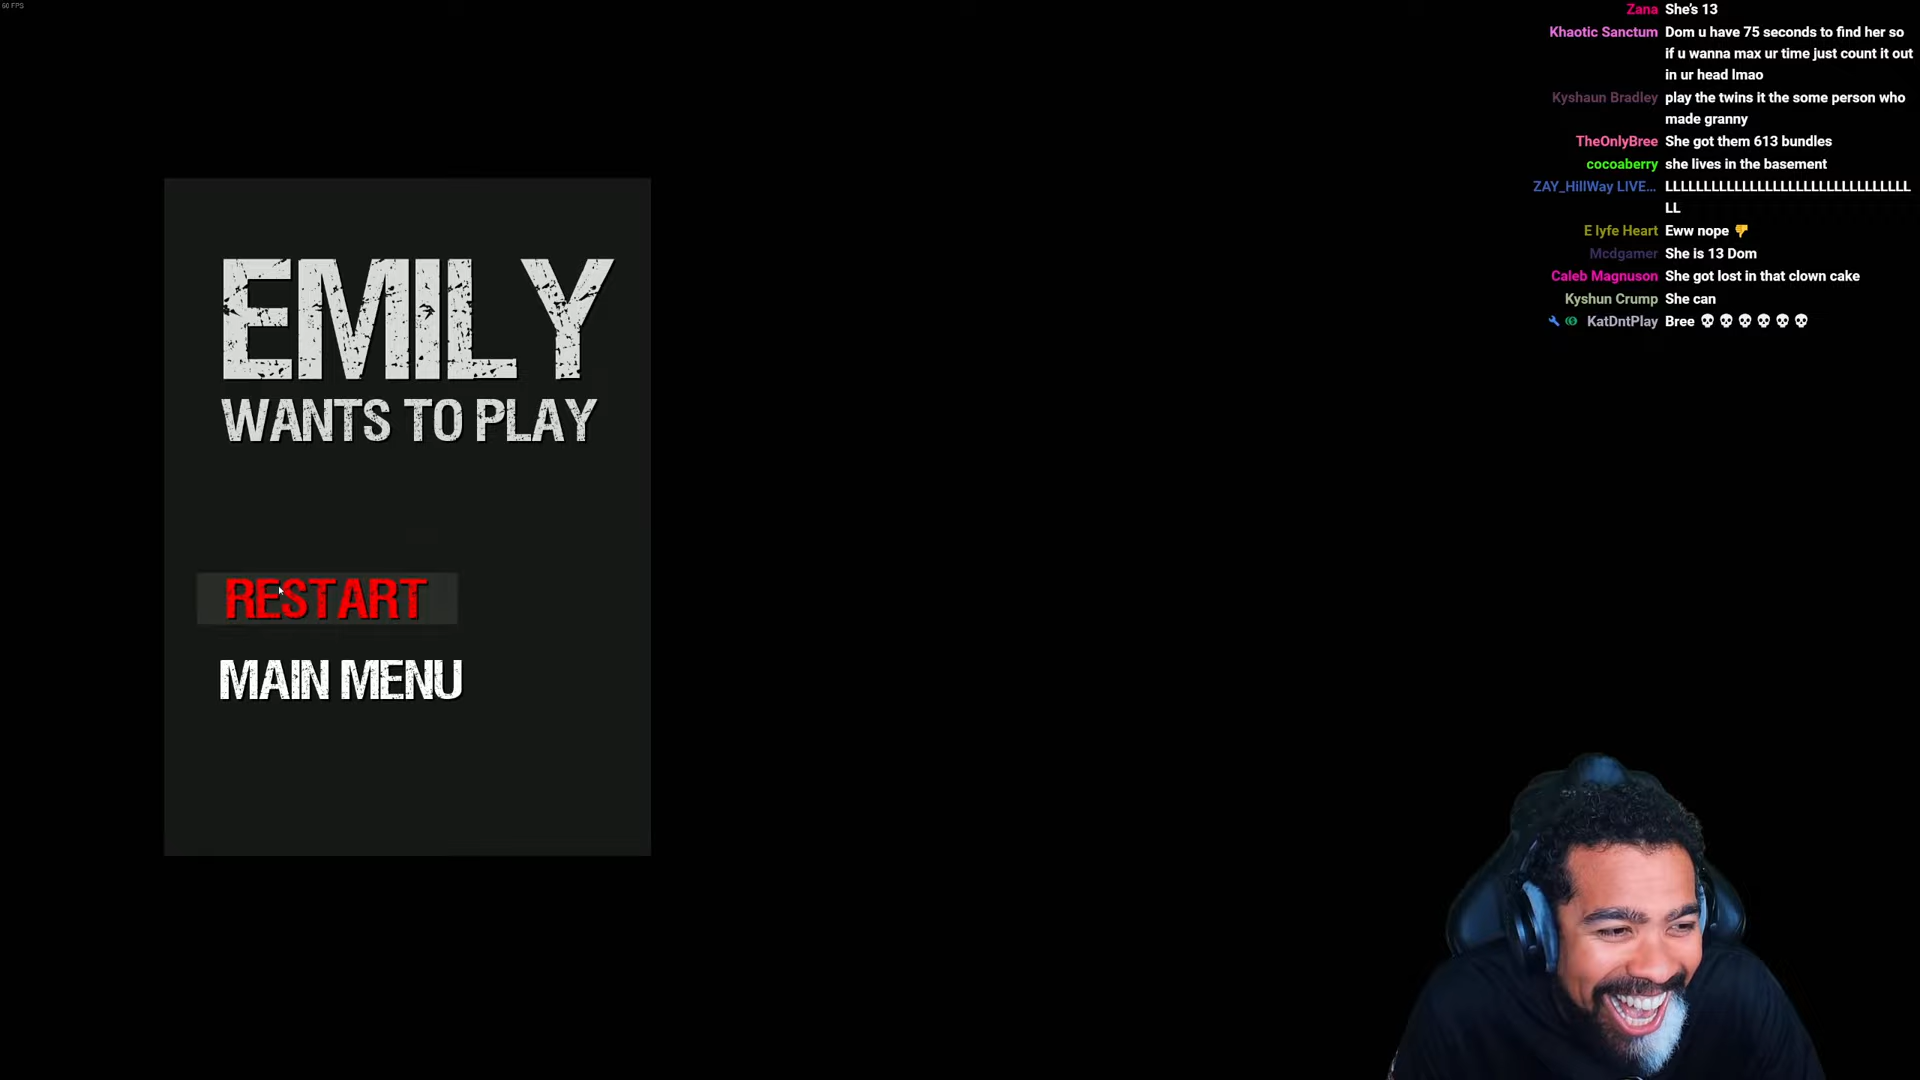 60 FPS
EMILY
WANTS TO PLAY
RESTART
MAIN MENU
Zana She's 13
Khaotic Sanctum Dom u have 75 seconds to find her so
if u wanna max ur time just count it out
in ur head lmao
Kyshaun Bradley play the twins it the some person who
made granny
TheOnlyBree She got them 613 bundles
cocoaberry she lives in the basement
ZAY_HillWay LIVE... LLLLLLLLLLLLLLLLLLLLLLLLLLLLLLLL
LL
E lyfe Heart Eww nope 👎
Mcdgamer She is 13 Dom
Caleb Magnuson She got lost in that clown cake
Kyshun Crump She can
KatDntPlay Bree 💀💀💀💀💀💀